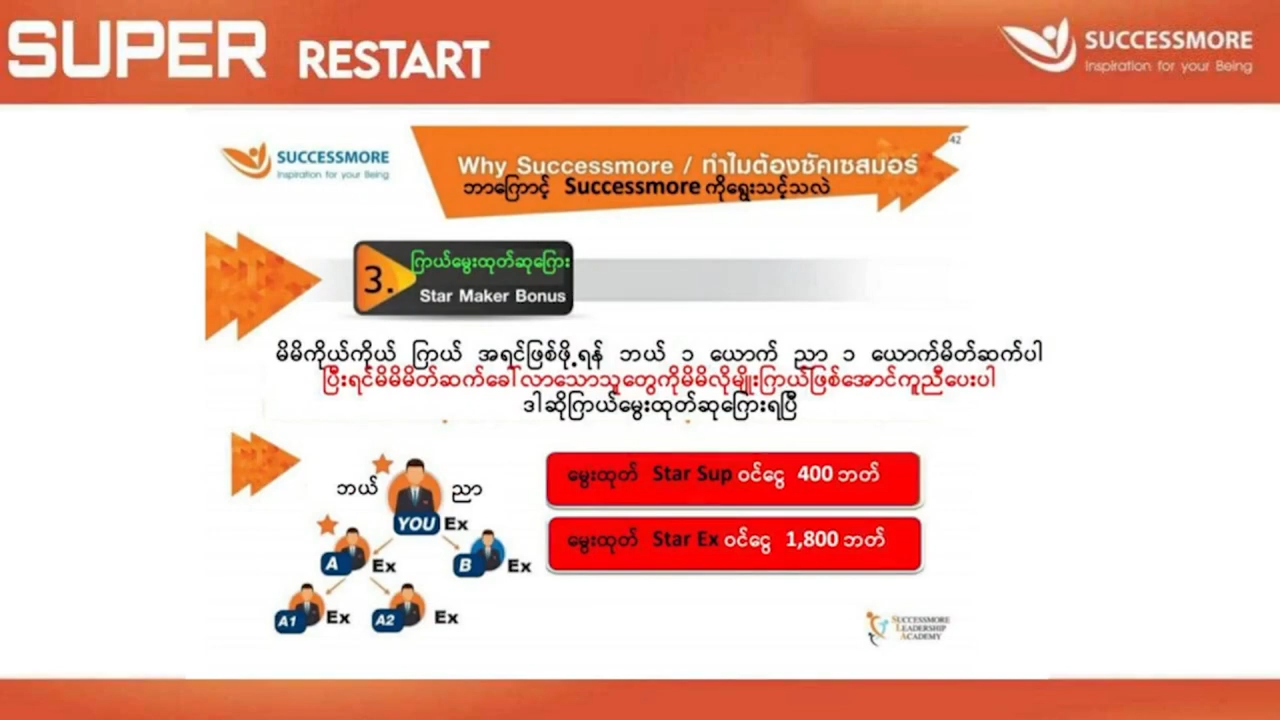 SUPER RESTART
SUCCESSMORE
Inspiration for your Being
SUCCESSMORE
Inspiration for your Being
42
Why Successmore / ทำไมต้องซัคเซสมอร์
ဘာကြောင့် Successmore ကိုရွေးသင့်သလဲ
3.
ကြယ်မွေးထုတ်ဆုကြေး
Star Maker Bonus
မိမိကိုယ်ကိုယ် ကြယ် အရင်ဖြစ်ဖို့ရန် ဘယ် ၁ ယောက် ညာ ၁ ယောက်မိတ်ဆက်ပါ
ပြီးရင်မိမိမိတ်ဆက်ခေါ်လာသောသူတွေကိုမိမိလိုမျိုးကြယ်ဖြစ်အောင်ကူညီပေးပါ
ဒါဆိုကြယ်မွေးထုတ်ဆုကြေးရပြီ
ဘယ် ညာ
YOU Ex
A Ex B Ex
A1 Ex A2 Ex
မွေးထုတ် Star Sup ဝင်ငွေ 400 ဘတ်
မွေးထုတ် Star Ex ဝင်ငွေ 1,800 ဘတ်
SUCCESSMORE
LEADERSHIP
ACADEMY